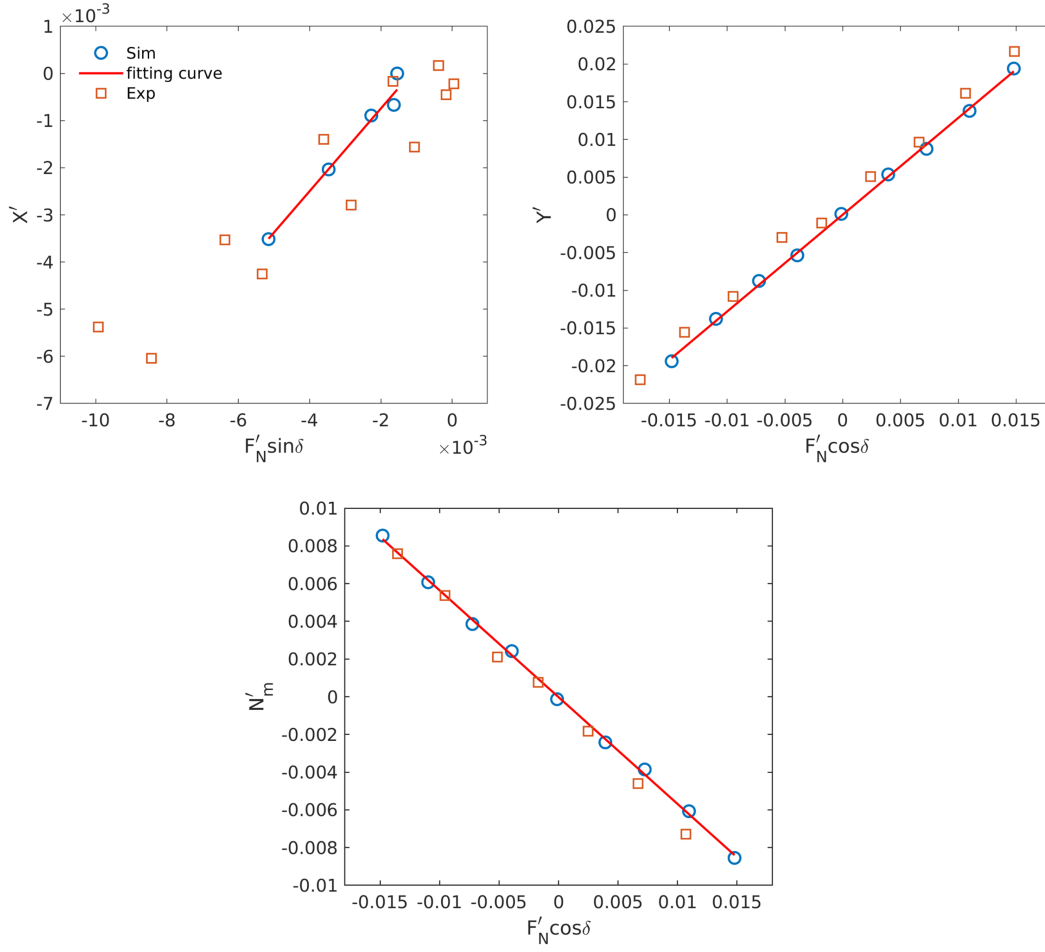 ×10⁻³
1
0
-1
-2
-3
-4
-5
-6
-7
X′
Sim
fitting curve
Exp
-10 -8 -6 -4 -2 0
F′_N sinδ
×10⁻³
0.025
0.02
0.015
0.01
0.005
0
-0.005
-0.01
-0.015
-0.02
-0.025
Y′
-0.015 -0.01 -0.005 0 0.005 0.01 0.015
F′_N cosδ
0.01
0.008
0.006
0.004
0.002
0
-0.002
-0.004
-0.006
-0.008
-0.01
N′_m
-0.015 -0.01 -0.005 0 0.005 0.01 0.015
F′_N cosδ